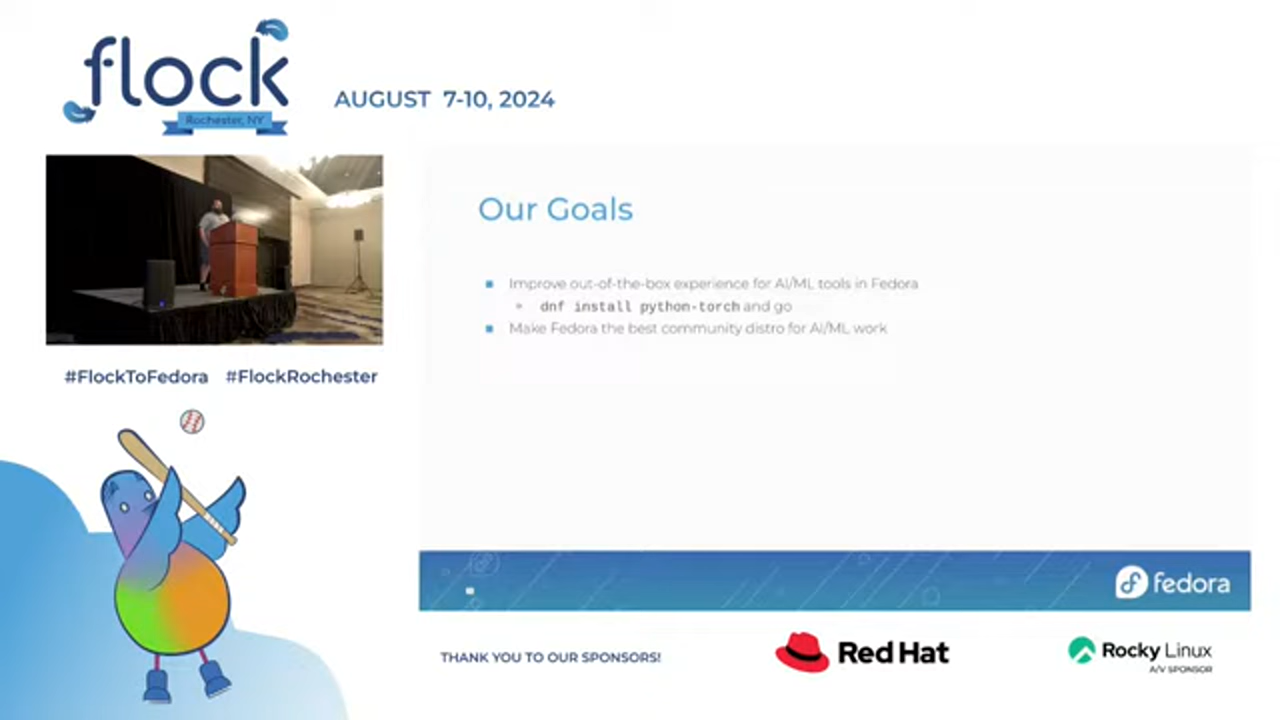 flock
Rochester, NY
AUGUST 7-10, 2024
Our Goals
Improve out-of-the-box experience for AI/ML tools in Fedora
dnf install python-torch and go
Make Fedora the best community distro for AI/ML work
#FlockToFedora #FlockRochester
fedora
THANK YOU TO OUR SPONSORS!
Red Hat
Rocky Linux
A/V SPONSOR